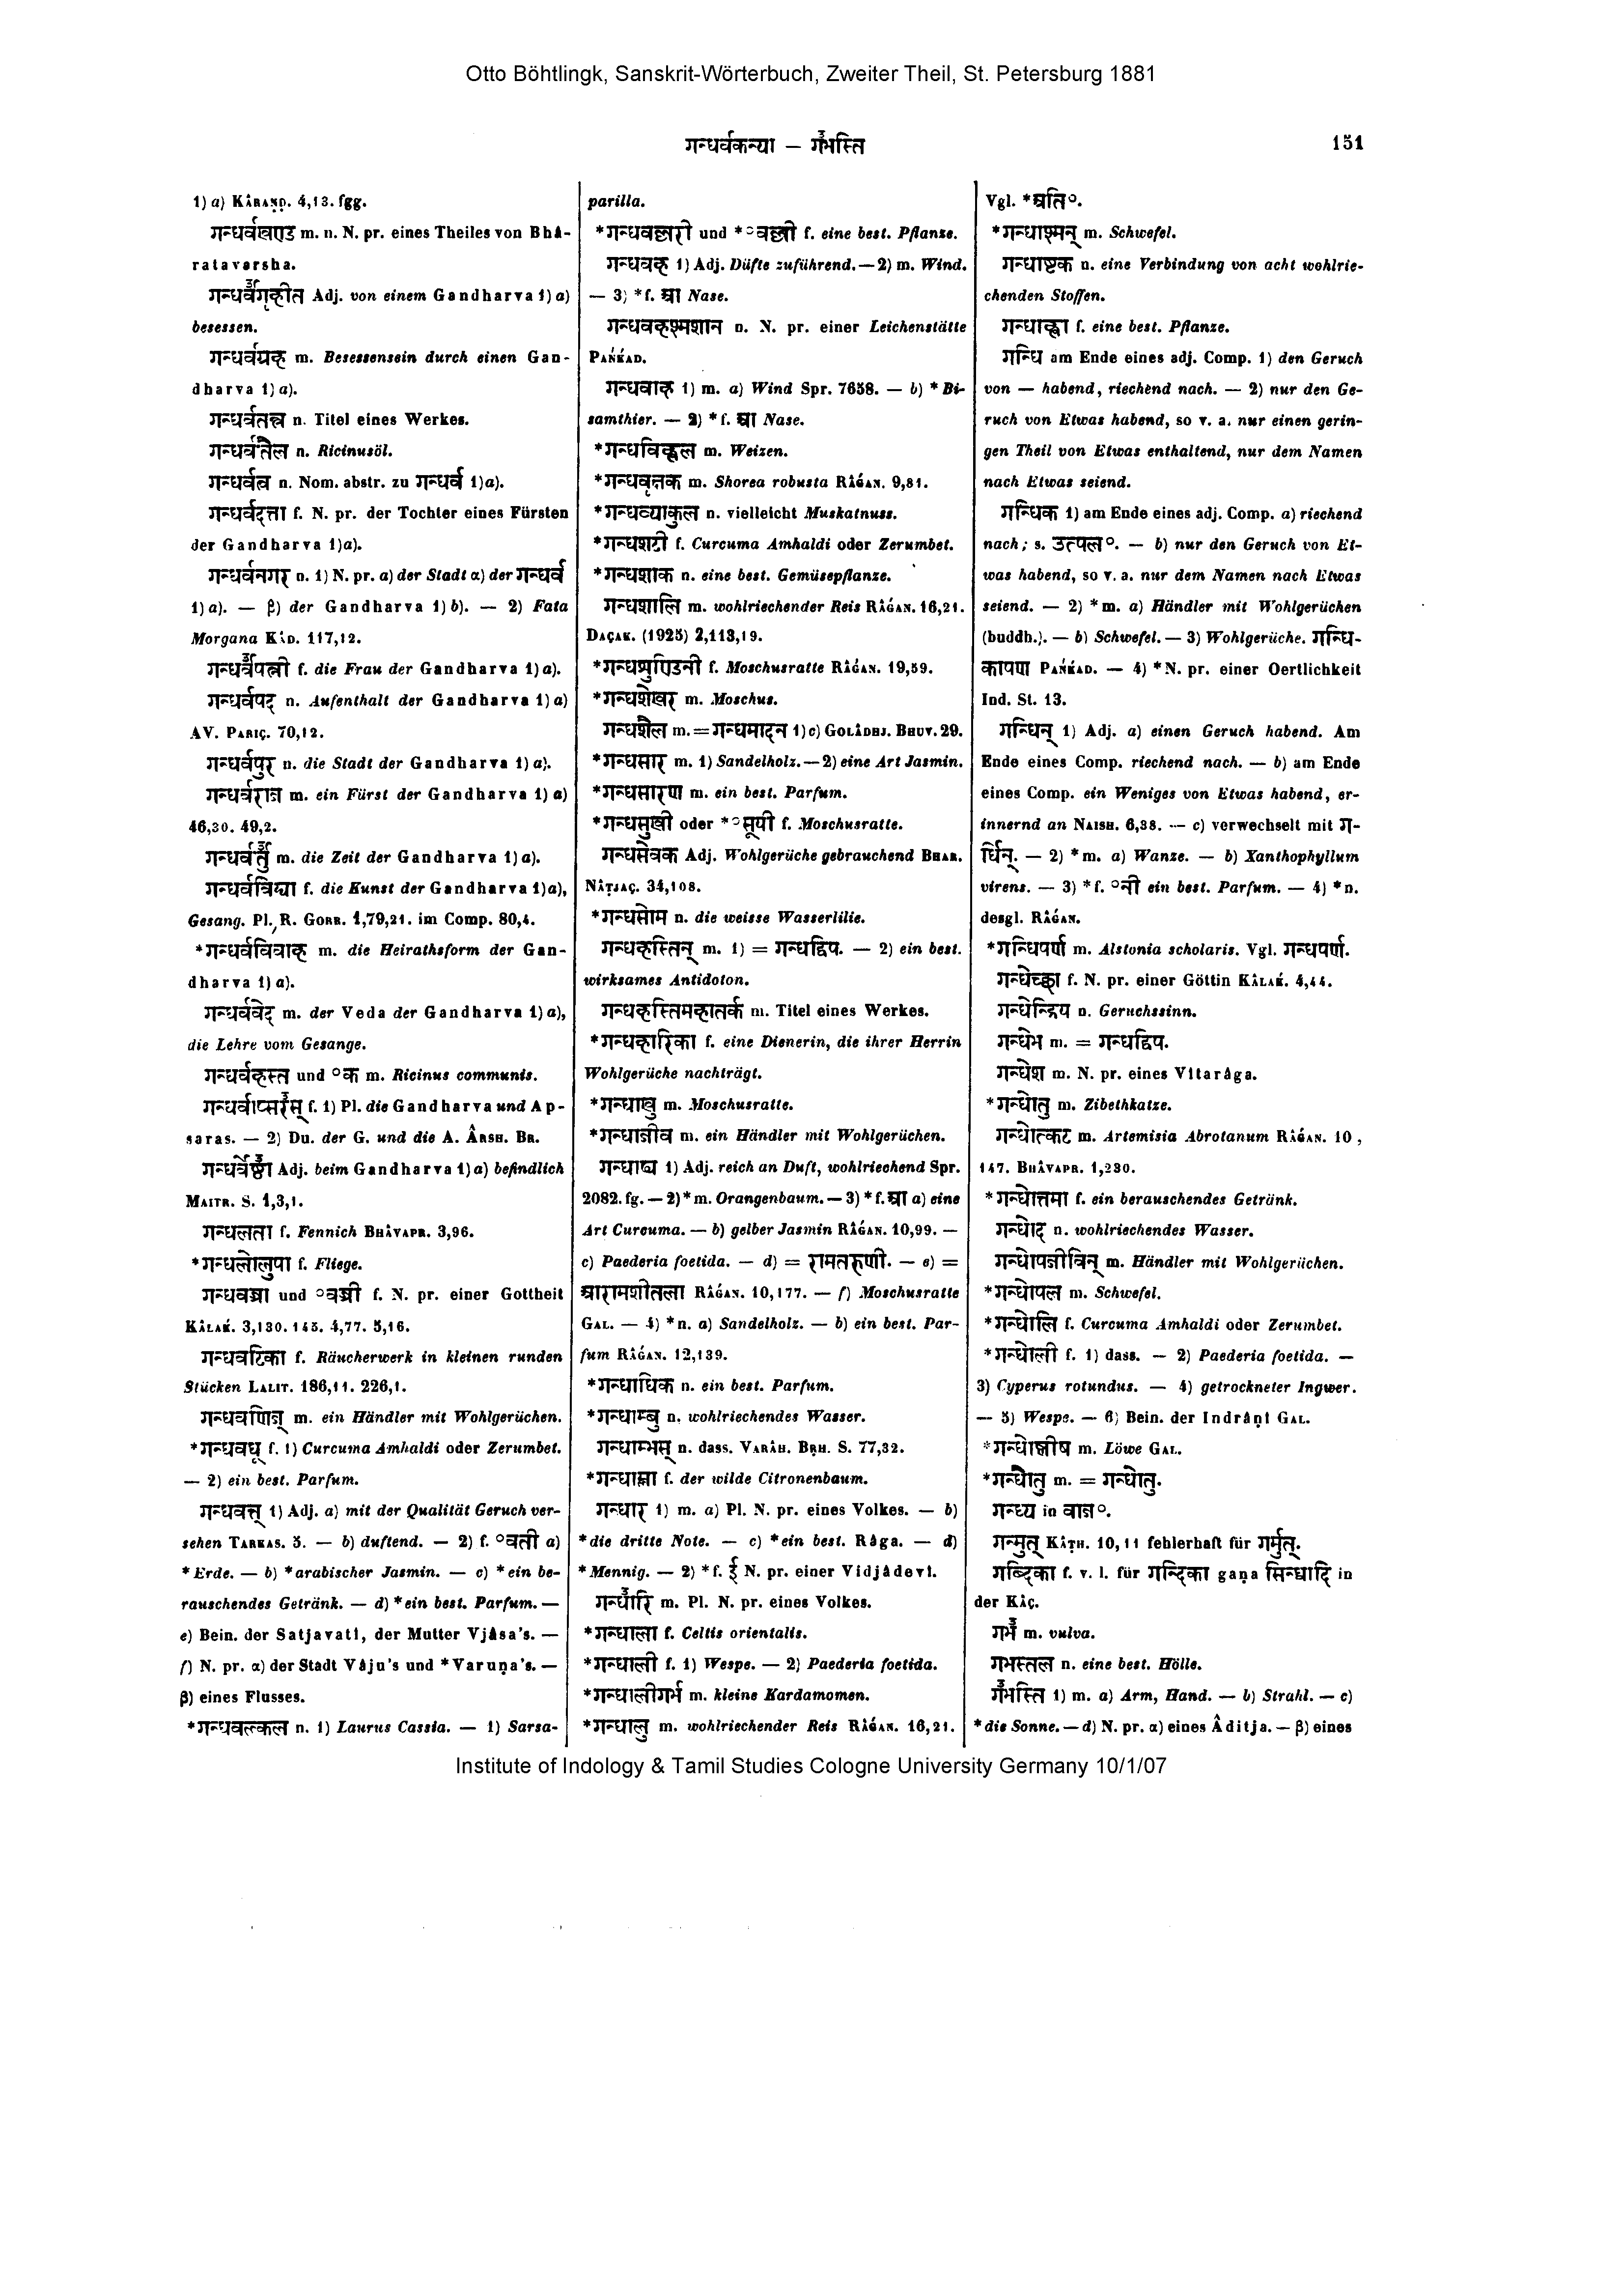 Otto Böhtlingk, Sanskrit-Wörterbuch, Zweiter Theil, St. Petersburg 1881
गन्धर्वकन्या – गभस्ति
151
1) a) Kâraṇḍ. 4,13. fgg.
गन्धर्वखण्ड m. n. N. pr. eines Theiles von Bhâ-
rataversha.
गन्धर्वगृहीत Adj. von einem Gandharva 1) a)
besessen.
गन्धर्वग्रह m. Besessensein durch einen Gan-
dharva 1) a).
गन्धर्वतन्त्र n. Titel eines Werkes.
गन्धर्वतैल n. Ricinusöl.
गन्धर्वत्व n. Nom. abstr. zu गन्धर्व 1)a).
गन्धर्वदत्ता f. N. pr. der Tochter eines Fürsten
der Gandharva 1)a).
गन्धर्वनगर n. 1) N. pr. a) der Stadt α) der गन्धर्व
1) a). — β) der Gandharva 1) b). — 2) Fata
Morgana Kâd. 117,12.
गन्धर्वपत्नी f. die Frau der Gandharva 1) a).
गन्धर्वपद n. Aufenthalt der Gandharva 1) a)
AV. Pariç. 70,12.
गन्धर्वपुर n. die Stadt der Gandharva 1) a).
गन्धर्वराज m. ein Fürst der Gandharva 1) a)
46,30. 49,2.
गन्धर्वर्तु m. die Zeit der Gandharva 1) a).
गन्धर्वविद्या f. die Kunst der Gandharva 1)a),
Gesang. Pl. R. Gorr. 1,79,21. im Comp. 80,4.
*गन्धर्वविवाह m. die Heirathsform der Gan-
dharva 1) a).
गन्धर्ववेद m. der Veda der Gandharva 1) a),
die Lehre vom Gesange.
गन्धर्वहस्त und °क m. Ricinus communis.
गन्धर्वाप्सरस् f. 1) Pl. die Gandharva und Ap-
saras. — 2) Du. der G. und die A. Ârsh. Br.
गन्धर्वेष्ठा Adj. beim Gandharva 1) a) befindlich
Maitr. S. 1,3,1.
गन्धलता f. Fennich Bhâvapr. 3,96.
*गन्धलोलुपा f. Fliege.
गन्धवज्रा und °वज्री f. N. pr. einer Gottheit
Kâlaḱ. 3,130. 145. 4,77. 5,16.
गन्धवटिका f. Räucherwerk in kleinen runden
Stücken Lalit. 186,11. 226,1.
गन्धवणिज् m. ein Händler mit Wohlgerüchen.
*गन्धवधू f. 1) Curcuma Amhaldi oder Zerumbet.
— 2) ein best. Parfum.
गन्धवत्त् 1) Adj. a) mit der Qualität Geruch ver-
sehen Tarkas. 3. — b) duftend. — 2) f. °वती a)
*Erde. — b) *arabischer Jasmin. — c) *ein be-
rauschendes Getränk. — d) *ein best. Parfum. —
e) Bein. der Satjavatî, der Mutter Vjâsa's. —
f) N. pr. α) der Stadt Vâju's und *Varuṇa's. —
β) eines Flusses.
*गन्धवल्कल n. 1) Laurus Cassia. — 1) Sarsa-
parilla.
*गन्धवल्लरी und *°वल्ली f. eine best. Pflanze.
गन्धवह 1) Adj. Düfte zuführend. — 2) m. Wind.
— 3) *f. आ Nase.
गन्धवहश्मशान n. N. pr. einer Leichenstätte
Pańḱad.
गन्धवाह 1) m. a) Wind Spr. 7658. — b) *Bi-
samthier. — 2) *f. आ Nase.
*गन्धविह्वल m. Weizen.
*गन्धवृत्तक m. Shorea robusta Râǵan. 9,81.
*गन्धव्याकुल n. vielleicht Muskatnuss.
*गन्धशटी f. Curcuma Amhaldi oder Zerumbet.
*गन्धशाक n. eine best. Gemüsepflanze.
गन्धशालि m. wohlriechender Reis Râǵan. 16,21.
Daçak. (1925) 2,113,19.
*गन्धशुण्डिनी f. Moschusratte Râǵan. 19,59.
*गन्धशेखर m. Moschus.
गन्धशैल m. = गन्धमादन 1)c) Golâdhj. Bhuv. 29.
*गन्धसार m. 1) Sandelholz. — 2) eine Art Jasmin.
*गन्धसारण m. ein best. Parfum.
*गन्धसुखी oder *°सूयी f. Moschusratte.
गन्धसेवक Adj. Wohlgerüche gebrauchend Bhar.
Nâtjaç. 34,108.
*गन्धसोम n. die weisse Wasserlilie.
गन्धहस्तिन् m. 1) = गन्धद्विप. — 2) ein best.
wirksames Antidoton.
गन्धहस्तिमहातर्क m. Titel eines Werkes.
*गन्धहारिका f. eine Dienerin, die ihrer Herrin
Wohlgerüche nachträgt.
*गन्धाखु m. Moschusratte.
*गन्धाजीव m. ein Händler mit Wohlgerüchen.
गन्धाढ्य 1) Adj. reich an Duft, wohlriechend Spr.
2082. fg. — 2) *m. Orangenbaum. — 3) *f. आ a) eine
Art Curcuma. — b) gelber Jasmin Râǵan. 10,99. —
c) Paederia foetida. — d) = रामतरुणी. — e) =
आरामशीतला Râǵan. 10,177. — f) Moschusratte
Gal. — 4) *n. a) Sandelholz. — b) ein best. Par-
fum Râǵan. 12,139.
*गन्धाधिक n. ein best. Parfum.
*गन्धाम्बु n. wohlriechendes Wasser.
गन्धाम्भस् n. dass. Varâh. Bṛh. S. 77,32.
*गन्धाम्ला f. der wilde Citronenbaum.
गन्धार 1) m. a) Pl. N. pr. eines Volkes. — b)
*die dritte Note. — c) *ein best. Râga. — d)
*Mennig. — 2) *f. ई N. pr. einer Vidjâdevî.
गन्धारि m. Pl. N. pr. eines Volkes.
*गन्धाला f. Celtis orientalis.
*गन्धाली f. 1) Wespe. — 2) Paederia foetida.
*गन्धालीगर्भ m. kleine Kardamomen.
*गन्धालु m. wohlriechender Reis Râǵan. 16,21.
Vgl. *अति°.
*गन्धाश्मन् m. Schwefel.
गन्धाष्टक n. eine Verbindung von acht wohlrie-
chenden Stoffen.
गन्धाह्वा f. eine best. Pflanze.
गन्धि am Ende eines adj. Comp. 1) den Geruch
von — habend, riechend nach. — 2) nur den Ge-
ruch von Etwas habend, so v. a. nur einen gerin-
gen Theil von Etwas enthaltend, nur dem Namen
nach Etwas seiend.
गन्धिक 1) am Ende eines adj. Comp. a) riechend
nach; s. उत्पल°. — b) nur den Geruch von Et-
was habend, so v. a. nur dem Namen nach Etwas
seiend. — 2) *m. a) Händler mit Wohlgerüchen
(buddh.). — b) Schwefel. — 3) Wohlgerüche. गन्धि-
कापण Pańḱad. — 4) *N. pr. einer Oertlichkeit
Ind. St. 13.
गन्धिन् 1) Adj. a) einen Geruch habend. Am
Ende eines Comp. riechend nach. — b) am Ende
eines Comp. ein Weniges von Etwas habend, er-
innernd an Naish. 6,38. — c) verwechselt mit ग-
र्धिन्. — 2) *m. a) Wanze. — b) Xanthophyllum
virens. — 3) *f. °नी ein best. Parfum. — 4) *n.
desgl. Râǵan.
*गन्धिपर्ण m. Alstonia scholaris. Vgl. गन्धपर्ण.
गन्धेच्छा f. N. pr. einer Göttin Kâlaḱ. 4,44.
गन्धेन्द्रिय n. Geruchssinn.
गन्धेभ m. = गन्धद्विप.
गन्धेश m. N. pr. eines Vîtarâga.
*गन्धोतु m. Zibethkatze.
गन्धोत्कट m. Artemisia Abrotanum Râǵan. 10,
147. Bhâvapr. 1,230.
*गन्धोत्तमा f. ein berauschendes Getränk.
गन्धोद n. wohlriechendes Wasser.
गन्धोपजीविन् m. Händler mit Wohlgerüchen.
*गन्धोपल m. Schwefel.
*गन्धोलि f. Curcuma Amhaldi oder Zerumbet.
*गन्धोली f. 1) dass. — 2) Paederia foetida. —
3) Cyperus rotundus. — 4) getrockneter Ingwer.
— 5) Wespe. — 6) Bein. der Indrâṇî Gal.
*गन्धोष्णीष m. Löwe Gal.
*गन्धौतु m. = गन्धोतु.
गन्ध्य in वाज°.
गन्मुत् Kâṭh. 10,11 fehlerhaft für गर्मुत्.
गब्दिका f. v. l. für गन्दिका gaṇa सिन्ध्वादि in
der Kâç.
गभ m. vulva.
गभस्तल n. eine best. Hölle.
गभस्ति 1) m. a) Arm, Hand. — b) Strahl. — c)
*die Sonne. — d) N. pr. α) eines Âditja. — β) eines
Institute of Indology & Tamil Studies Cologne University Germany 10/1/07